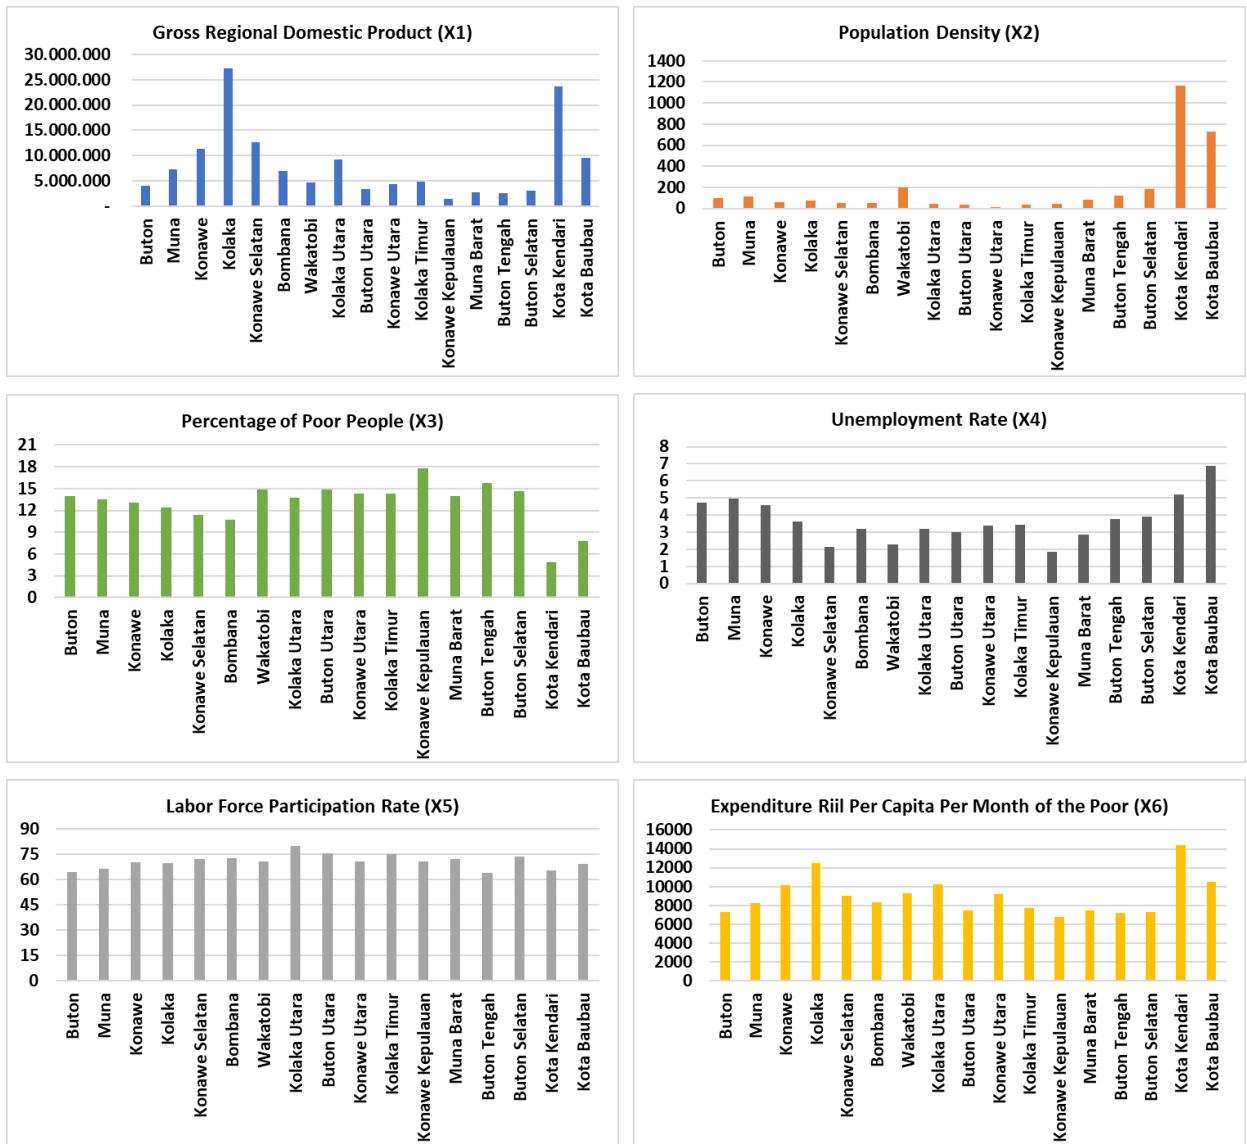 Gross Regional Domestic Product (X1)
30.000.000
25.000.000
20.000.000
15.000.000
10.000.000
5.000.000
-
Buton
Muna
Konawe
Kolaka
Konawe Selatan
Bombana
Wakatobi
Kolaka Utara
Buton Utara
Konawe Utara
Kolaka Timur
Konawe Kepulauan
Muna Barat
Buton Tengah
Buton Selatan
Kota Kendari
Kota Baubau
Population Density (X2)
1400
1200
1000
800
600
400
200
0
Buton
Muna
Konawe
Kolaka
Konawe Selatan
Bombana
Wakatobi
Kolaka Utara
Buton Utara
Konawe Utara
Kolaka Timur
Konawe Kepulauan
Muna Barat
Buton Tengah
Buton Selatan
Kota Kendari
Kota Baubau
Percentage of Poor People (X3)
21
18
15
12
9
6
3
0
Buton
Muna
Konawe
Kolaka
Konawe Selatan
Bombana
Wakatobi
Kolaka Utara
Buton Utara
Konawe Utara
Kolaka Timur
Konawe Kepulauan
Muna Barat
Buton Tengah
Buton Selatan
Kota Kendari
Kota Baubau
Unemployment Rate (X4)
8
7
6
5
4
3
2
1
0
Buton
Muna
Konawe
Kolaka
Konawe Selatan
Bombana
Wakatobi
Kolaka Utara
Buton Utara
Konawe Utara
Kolaka Timur
Konawe Kepulauan
Muna Barat
Buton Tengah
Buton Selatan
Kota Kendari
Kota Baubau
Labor Force Participation Rate (X5)
90
75
60
45
30
15
0
Buton
Muna
Konawe
Kolaka
Konawe Selatan
Bombana
Wakatobi
Kolaka Utara
Buton Utara
Konawe Utara
Kolaka Timur
Konawe Kepulauan
Muna Barat
Buton Tengah
Buton Selatan
Kota Kendari
Kota Baubau
Expenditure Riil Per Capita Per Month of the Poor (X6)
16000
14000
12000
10000
8000
6000
4000
2000
0
Buton
Muna
Konawe
Kolaka
Konawe Selatan
Bombana
Wakatobi
Kolaka Utara
Buton Utara
Konawe Utara
Kolaka Timur
Konawe Kepulauan
Muna Barat
Buton Tengah
Buton Selatan
Kota Kendari
Kota Baubau